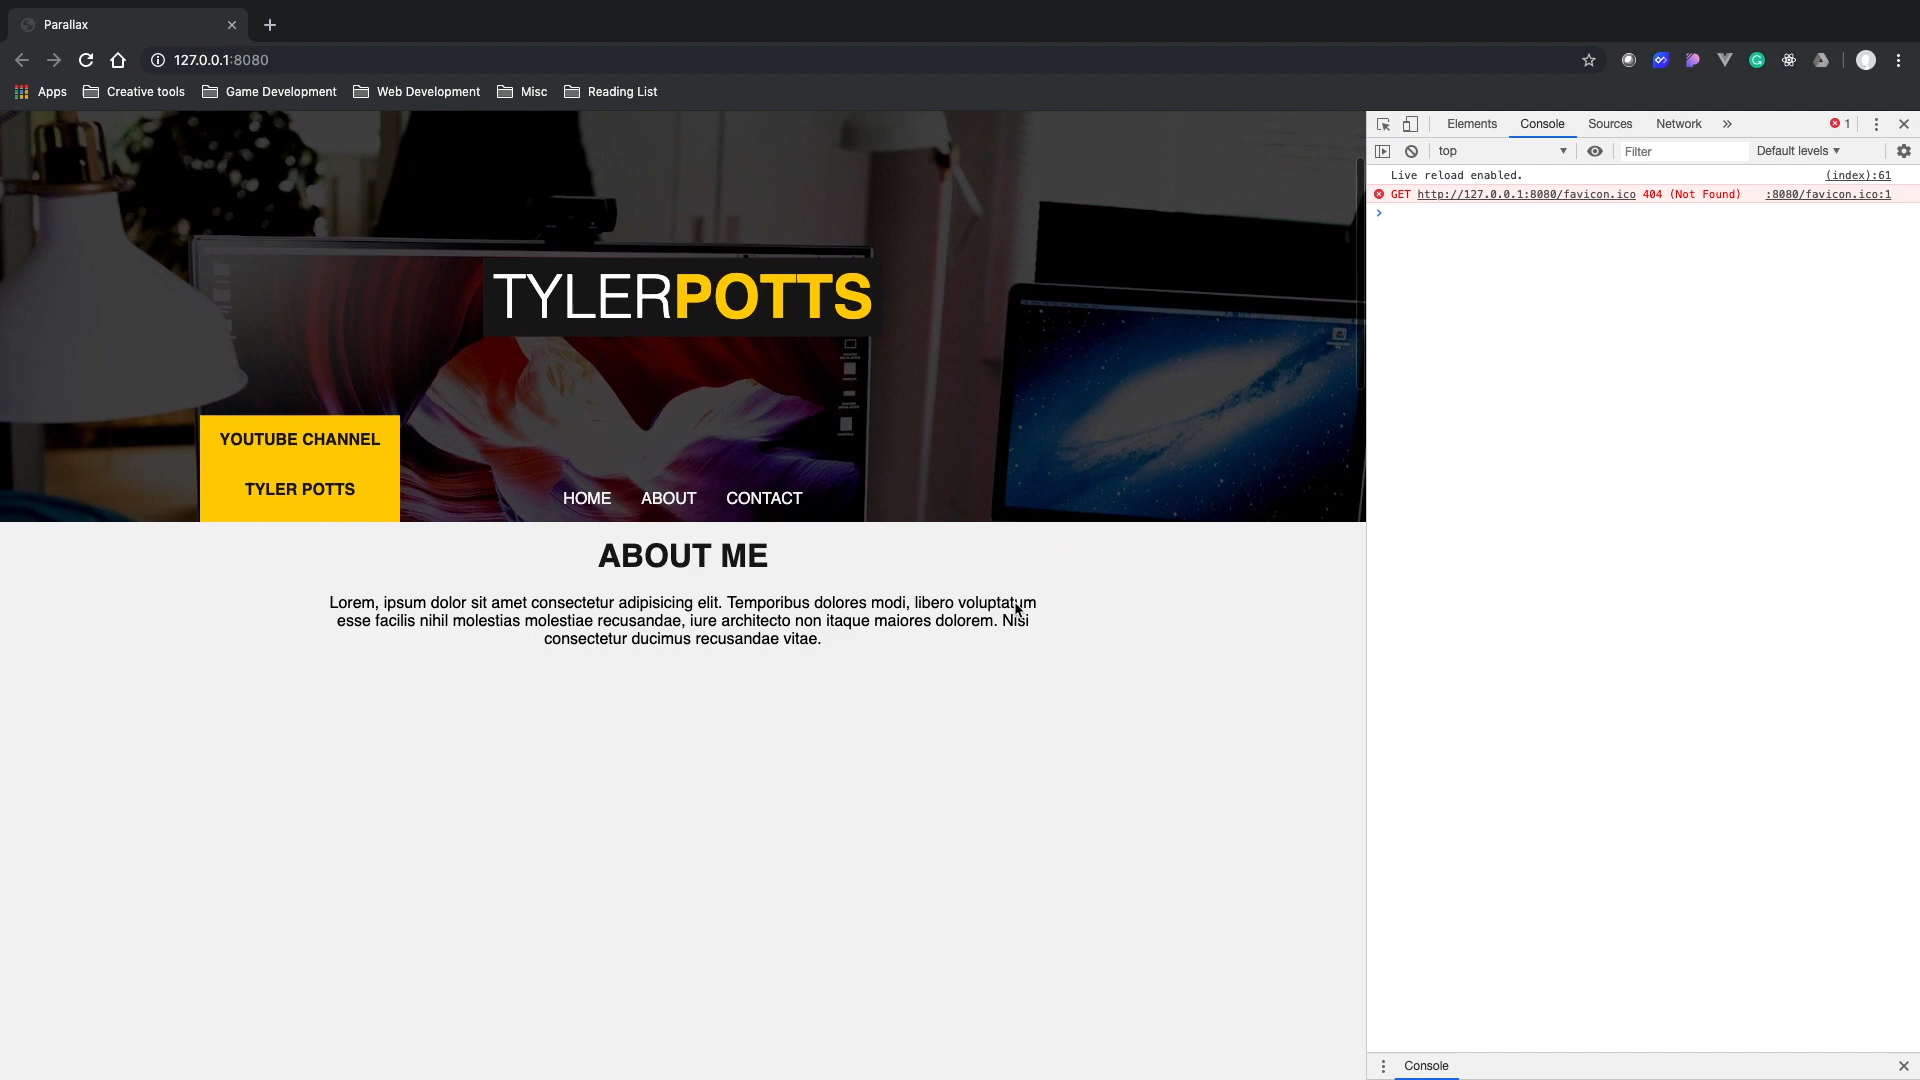 Parallax
127.0.0.1:8080
Apps
Creative tools
Game Development
Web Development
Misc
Reading List
Elements
Console
Sources
Network
1
top
Filter
Default levels
Live reload enabled.
(index):61
GET http://127.0.0.1:8080/favicon.ico 404 (Not Found)
:8080/favicon.ico:1
TYLERPOTTS
YOUTUBE CHANNEL
TYLER POTTS
HOME
ABOUT
CONTACT
ABOUT ME
Lorem, ipsum dolor sit amet consectetur adipisicing elit. Temporibus dolores modi, libero voluptatum
esse facilis nihil molestias molestiae recusandae, iure architecto non itaque maiores dolorem. Nisi
consectetur ducimus recusandae vitae.
Console